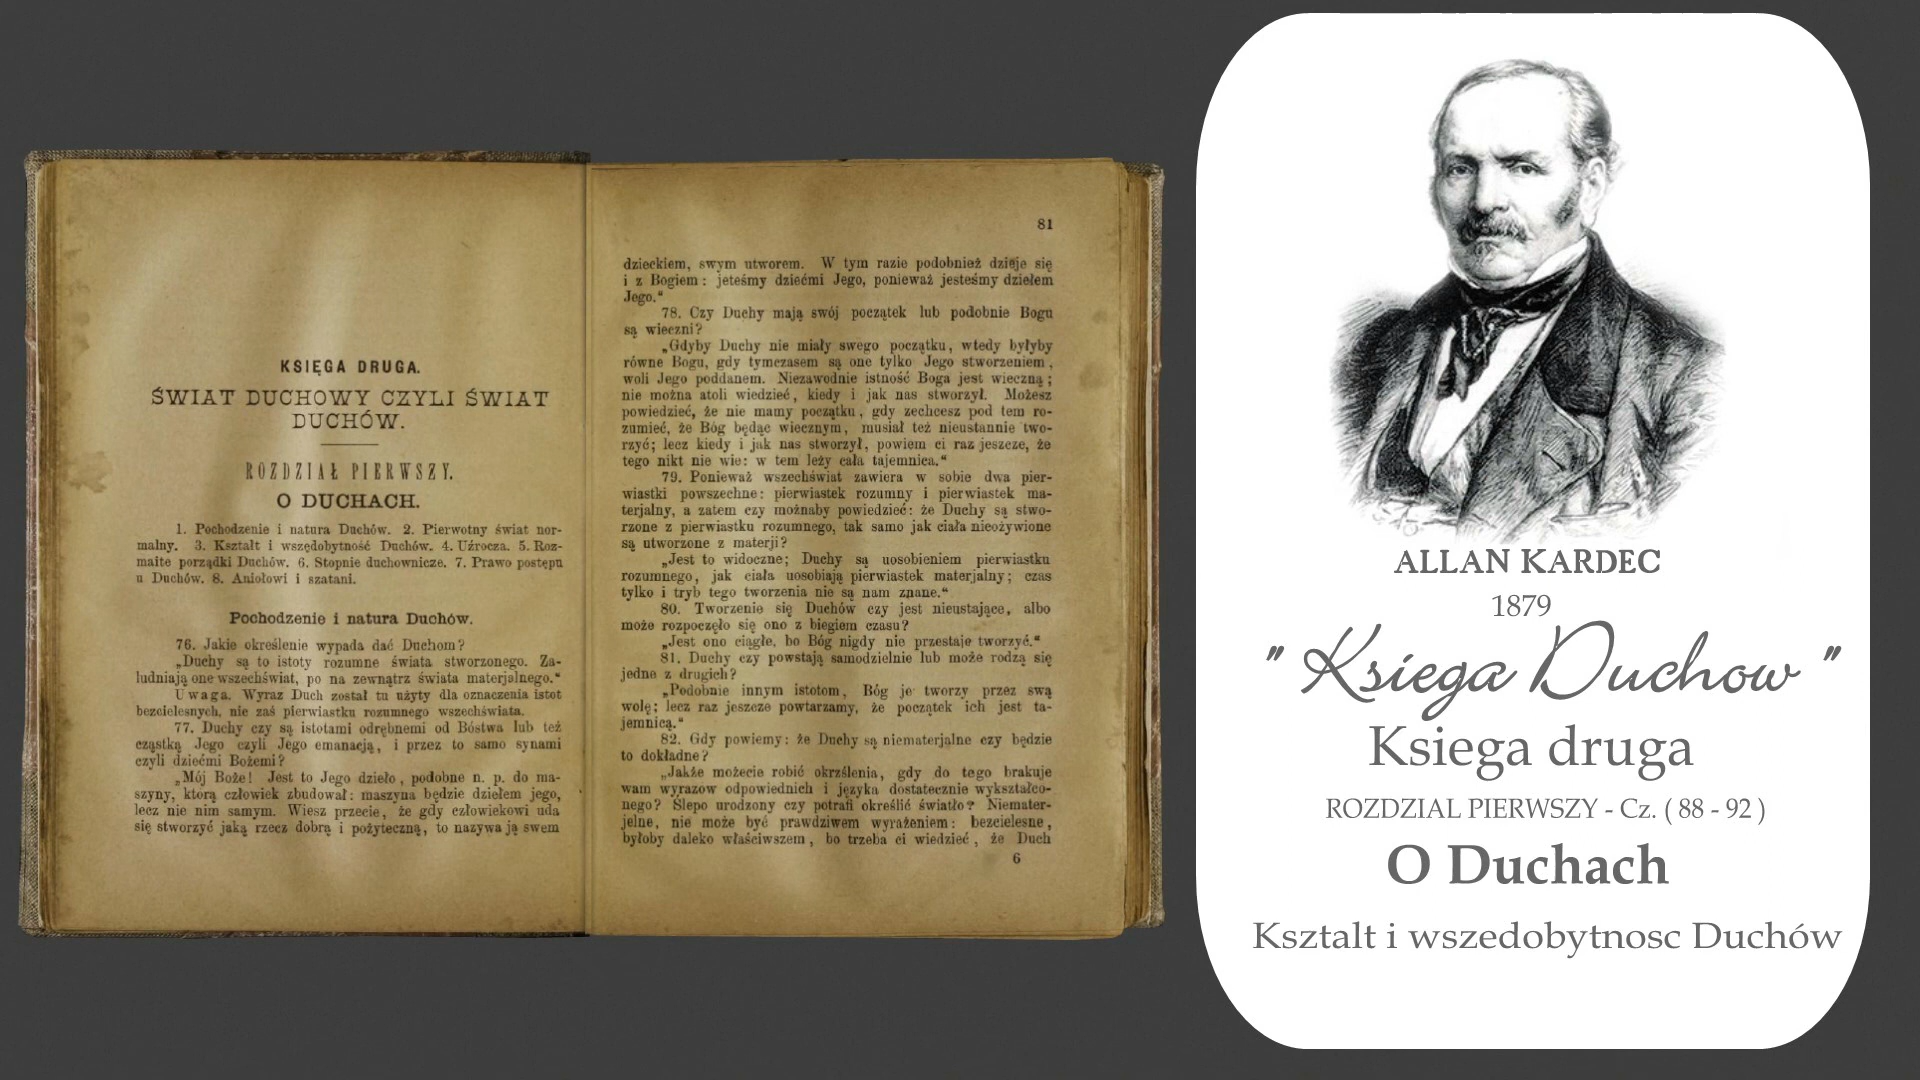 KSIĘGA DRUGA.
ŚWIAT DUCHOWY CZYLI ŚWIAT
DUCHÓW.
ROZDZIAŁ PIERWSZY.
O DUCHACH.
1. Pochodzenie i natura Duchów. 2. Pierwotny świat nor-
malny. 3. Kształt i wszędobytność Duchów. 4. Uźrocza. 5. Roz-
maite porządki Duchów. 6. Stopnie duchownicze. 7. Prawo postępu
u Duchów. 8. Aniołowi i szatani.
Pochodzenie i natura Duchów.
76. Jakie określenie wypada dać Duchom?
„Duchy są to istoty rozumne świata stworzonego. Za-
ludniają one wszechświat, po na zewnątrz świata materjalnego.“
Uwaga. Wyraz Duch został tu użyty dla oznaczenia istot
bezcielesnych, nie zaś pierwiastku rozumnego wszechświata.
77. Duchy czy są istotami odrębnemi od Bóstwa lub też
cząstką Jego czyli Jego emanacją, i przez to samo synami
czyli dziećmi Bożemi?
„Mój Boże! Jest to Jego dzieło, podobne n. p. do ma-
szyny, którą człowiek zbudował: maszyna będzie dziełem jego,
lecz nie nim samym. Wiesz przecie, że gdy człowiekowi uda
się stworzyć jaką rzecz dobrą i pożyteczną, to nazywa ją swem
81
dzieckiem, swym utworem. W tym razie podobnież dzieje się
i z Bogiem: jeteśmy dziećmi Jego, ponieważ jesteśmy dziełem
Jego.“
78. Czy Duchy mają swój początek lub podobnie Bogu
są wieczni?
„Gdyby Duchy nie miały swego początku, wtedy byłyby
równe Bogu, gdy tymczasem są one tylko Jego stworzeniem,
woli Jego poddanem. Niezawodnie istność Boga jest wieczną;
nie można atoli wiedzieć, kiedy i jak nas stworzył. Możesz
powiedzieć, że nie mamy początku, gdy zechcesz pod tem ro-
zumieć, że Bóg będąc wiecznym, musiał też nieustannie two-
rzyć; lecz kiedy i jak nas stworzył, powiem ci raz jeszcze, że
tego nikt nie wie: w tem leży cała tajemnica.“
79. Ponieważ wszechświat zawiera w sobie dwa pier-
wiastki powszechne: pierwiastek rozumny i pierwiastek ma-
terjalny, a zatem czy możnaby powiedzieć: że Duchy są stwo-
rzone z pierwiastku rozumnego, tak samo jak ciała nieożywione
są utworzone z materji?
„Jest to widoczne; Duchy są uosobieniem pierwiastku
rozumnego, jak ciała uosobiają pierwiastek materjalny; czas
tylko i tryb tego tworzenia nie są nam znane.“
80. Tworzenie się Duchów czy jest nieustające, albo
może rozpoczęło się ono z biegiem czasu?
„Jest ono ciągłe, bo Bóg nigdy nie przestaje tworzyć.“
81. Duchy czy powstają samodzielnie lub może rodzą się
jedne z drugich?
„Podobnie innym istotom, Bóg je tworzy przez swą
wolę; lecz raz jeszcze powtarzamy, że początek ich jest ta-
jemnicą.“
82. Gdy powiemy: że Duchy są niematerjalne czy będzie
to dokładne?
„Jakże możecie robić okrzślenia, gdy do tego brakuje
wam wyrazow odpowiednich i języka dostatecznie wykształco-
nego? Ślepo urodzony czy potrafi określić światło? Niemater-
jelne, nie może być prawdziwem wyrażeniem: bezcielesne,
byłoby daleko właściwszem, bo trzeba ci wiedzieć, że Duch
6
ALLAN KARDEC
1879
" Ksiega Duchow "
Ksiega druga
ROZDZIAL PIERWSZY - Cz. ( 88 - 92 )
O Duchach
Ksztalt i wszedobytnosc Duchów